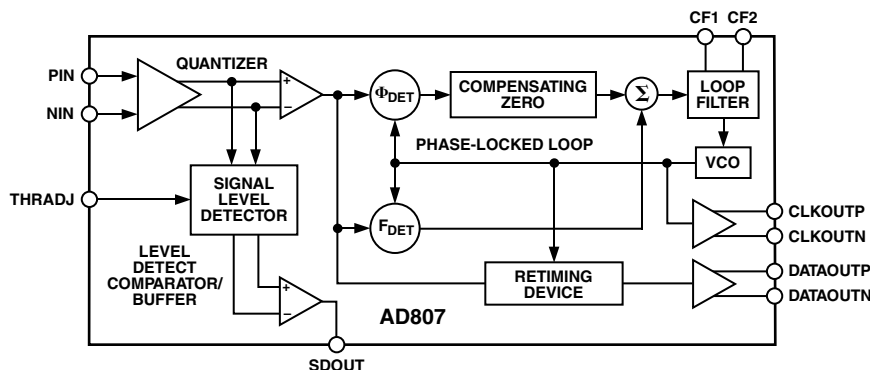 CF1 CF2
PIN
QUANTIZER
+
−
NIN
ΦDET
COMPENSATING
ZERO
Σ
LOOP
FILTER
PHASE-LOCKED LOOP
VCO
THRADJ
SIGNAL
LEVEL
DETECTOR
FDET
CLKOUTP
CLKOUTN
LEVEL
DETECT
COMPARATOR/
BUFFER
+
−
RETIMING
DEVICE
DATAOUTP
DATAOUTN
AD807
SDOUT